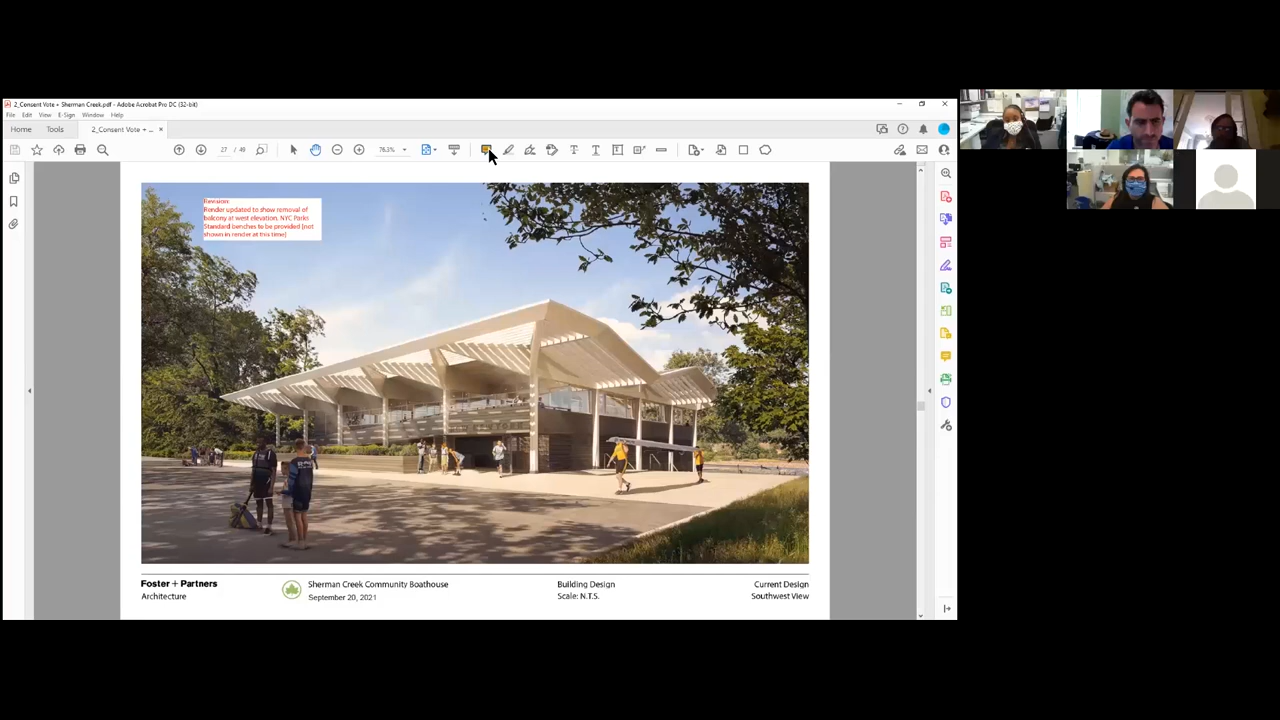 2_Consent Vote + Sherman Creek.pdf - Adobe Acrobat Pro DC (32-bit)
File Edit View E-Sign Window Help
Home Tools 2_Consent Vote + ... ×
27 / 49 76.3%
Revision:
Render updated to show removal of
balcony at west elevation. NYC Parks
Standard benches to be provided (not
shown in render at this time)
Foster + Partners
Architecture
Sherman Creek Community Boathouse
September 20, 2021
Building Design
Scale: N.T.S.
Current Design
Southwest View